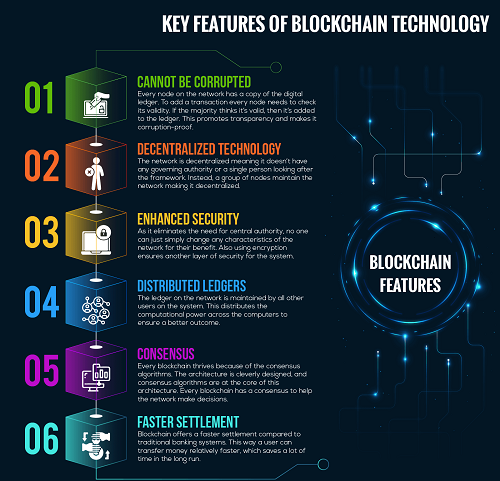 KEY FEATURES OF BLOCKCHAIN TECHNOLOGY
01
CANNOT BE CORRUPTED
Every node on the network has a copy of the digital
ledger. To add a transaction every node needs to check
its validity. If the majority thinks it's valid, then it's added
to the ledger. This promotes transparency and makes it
corruption-proof.
02
DECENTRALIZED TECHNOLOGY
The network is decentralized meaning it doesn't have
any governing authority or a single person looking after
the framework. Instead, a group of nodes maintain the
network making it decentralized.
03
ENHANCED SECURITY
As it eliminates the need for central authority, no one
can just simply change any characteristics of the
network for their benefit. Also using encryption
ensures another layer of security for the system.
04
DISTRIBUTED LEDGERS
The ledger on the network is maintained by all other
users on the system. This distributes the
computational power across the computers to
ensure a better outcome.
05
CONSENSUS
Every blockchain thrives because of the consensus
algorithms. The architecture is cleverly designed, and
consensus algorithms are at the core of this
architecture. Every blockchain has a consensus to help
the network make decisions.
06
FASTER SETTLEMENT
Blockchain offers a faster settlement compared to
traditional banking systems. This way a user can
transfer money relatively faster, which saves a lot of
time in the long run.
BLOCKCHAIN
FEATURES